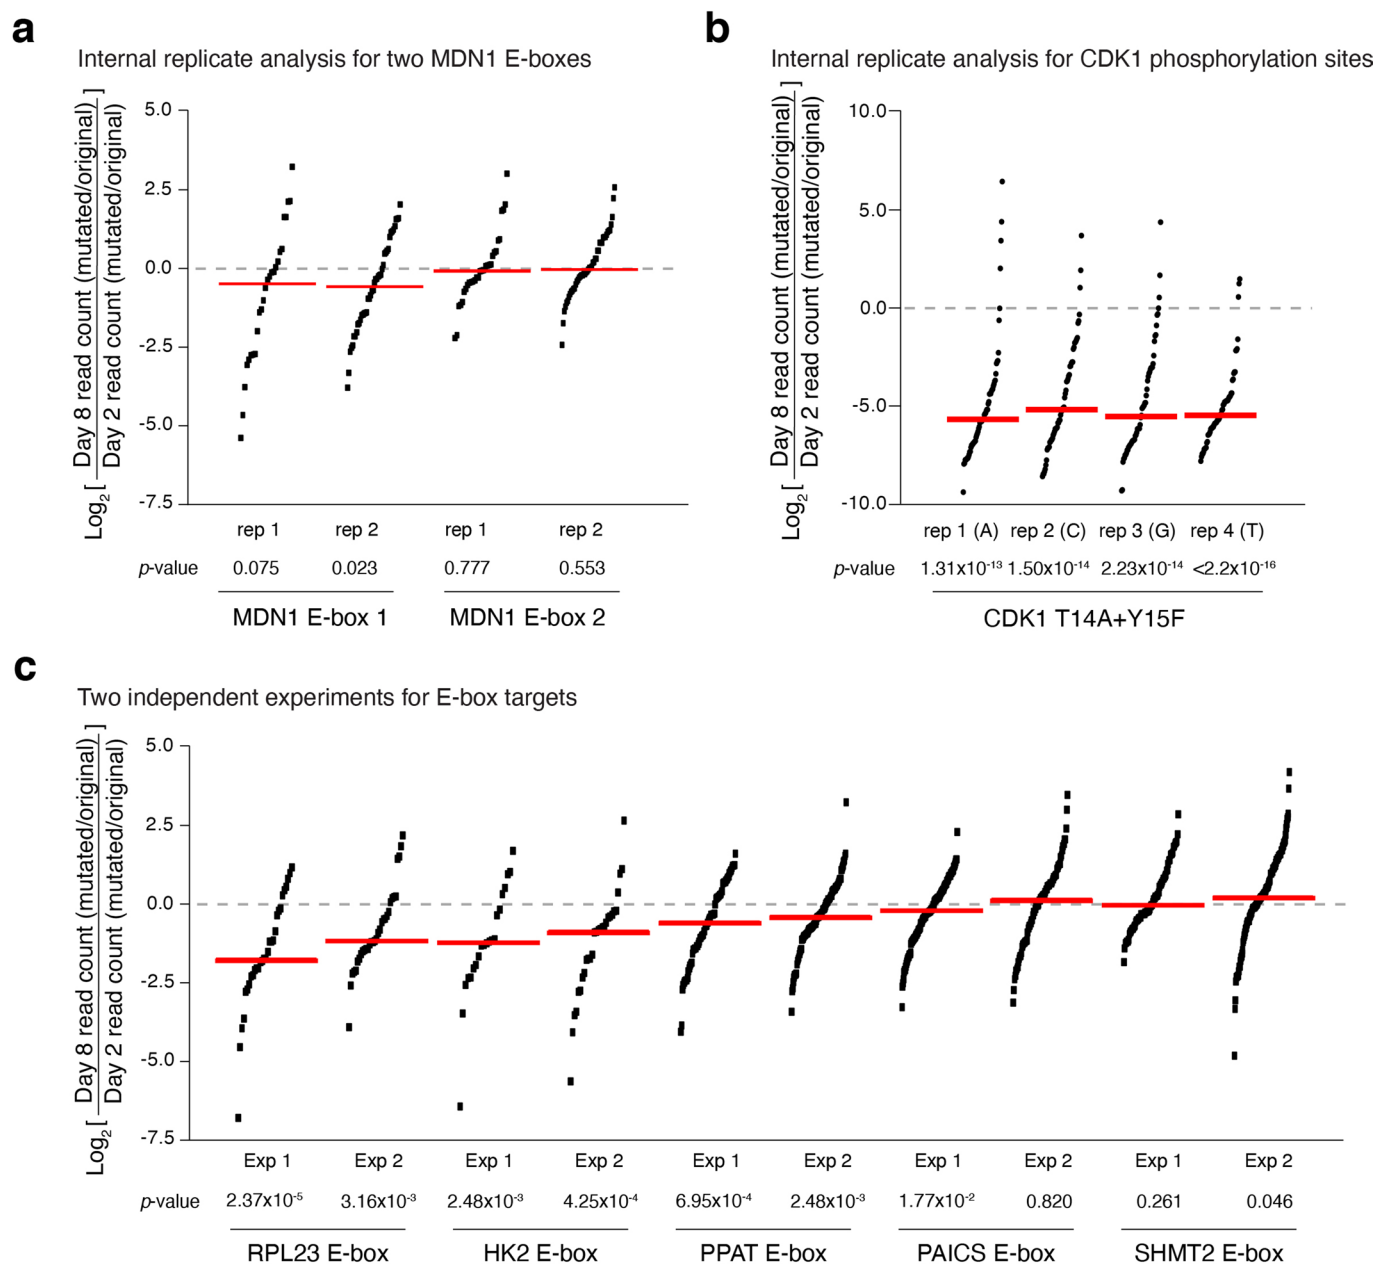 a
Internal replicate analysis for two MDN1 E-boxes
Log2[ Day 8 read count (mutated/original) ]
Day 2 read count (mutated/original)
5.0
2.5
0.0
-2.5
-5.0
-7.5
rep 1 rep 2 rep 1 rep 2
p-value 0.075 0.023 0.777 0.553
MDN1 E-box 1 MDN1 E-box 2
b
Internal replicate analysis for CDK1 phosphorylation sites
Log2[ Day 8 read count (mutated/original) ]
Day 2 read count (mutated/original)
10.0
5.0
0.0
-5.0
-10.0
rep 1 (A) rep 2 (C) rep 3 (G) rep 4 (T)
p-value 1.31x10-13 1.50x10-14 2.23x10-14 <2.2x10-16
CDK1 T14A+Y15F
c
Two independent experiments for E-box targets
Log2[ Day 8 read count (mutated/original) ]
Day 2 read count (mutated/original)
5.0
2.5
0.0
-2.5
-5.0
-7.5
Exp 1 Exp 2 Exp 1 Exp 2 Exp 1 Exp 2 Exp 1 Exp 2 Exp 1 Exp 2
p-value 2.37x10-5 3.16x10-3 2.48x10-3 4.25x10-4 6.95x10-4 2.48x10-3 1.77x10-2 0.820 0.261 0.046
RPL23 E-box HK2 E-box PPAT E-box PAICS E-box SHMT2 E-box